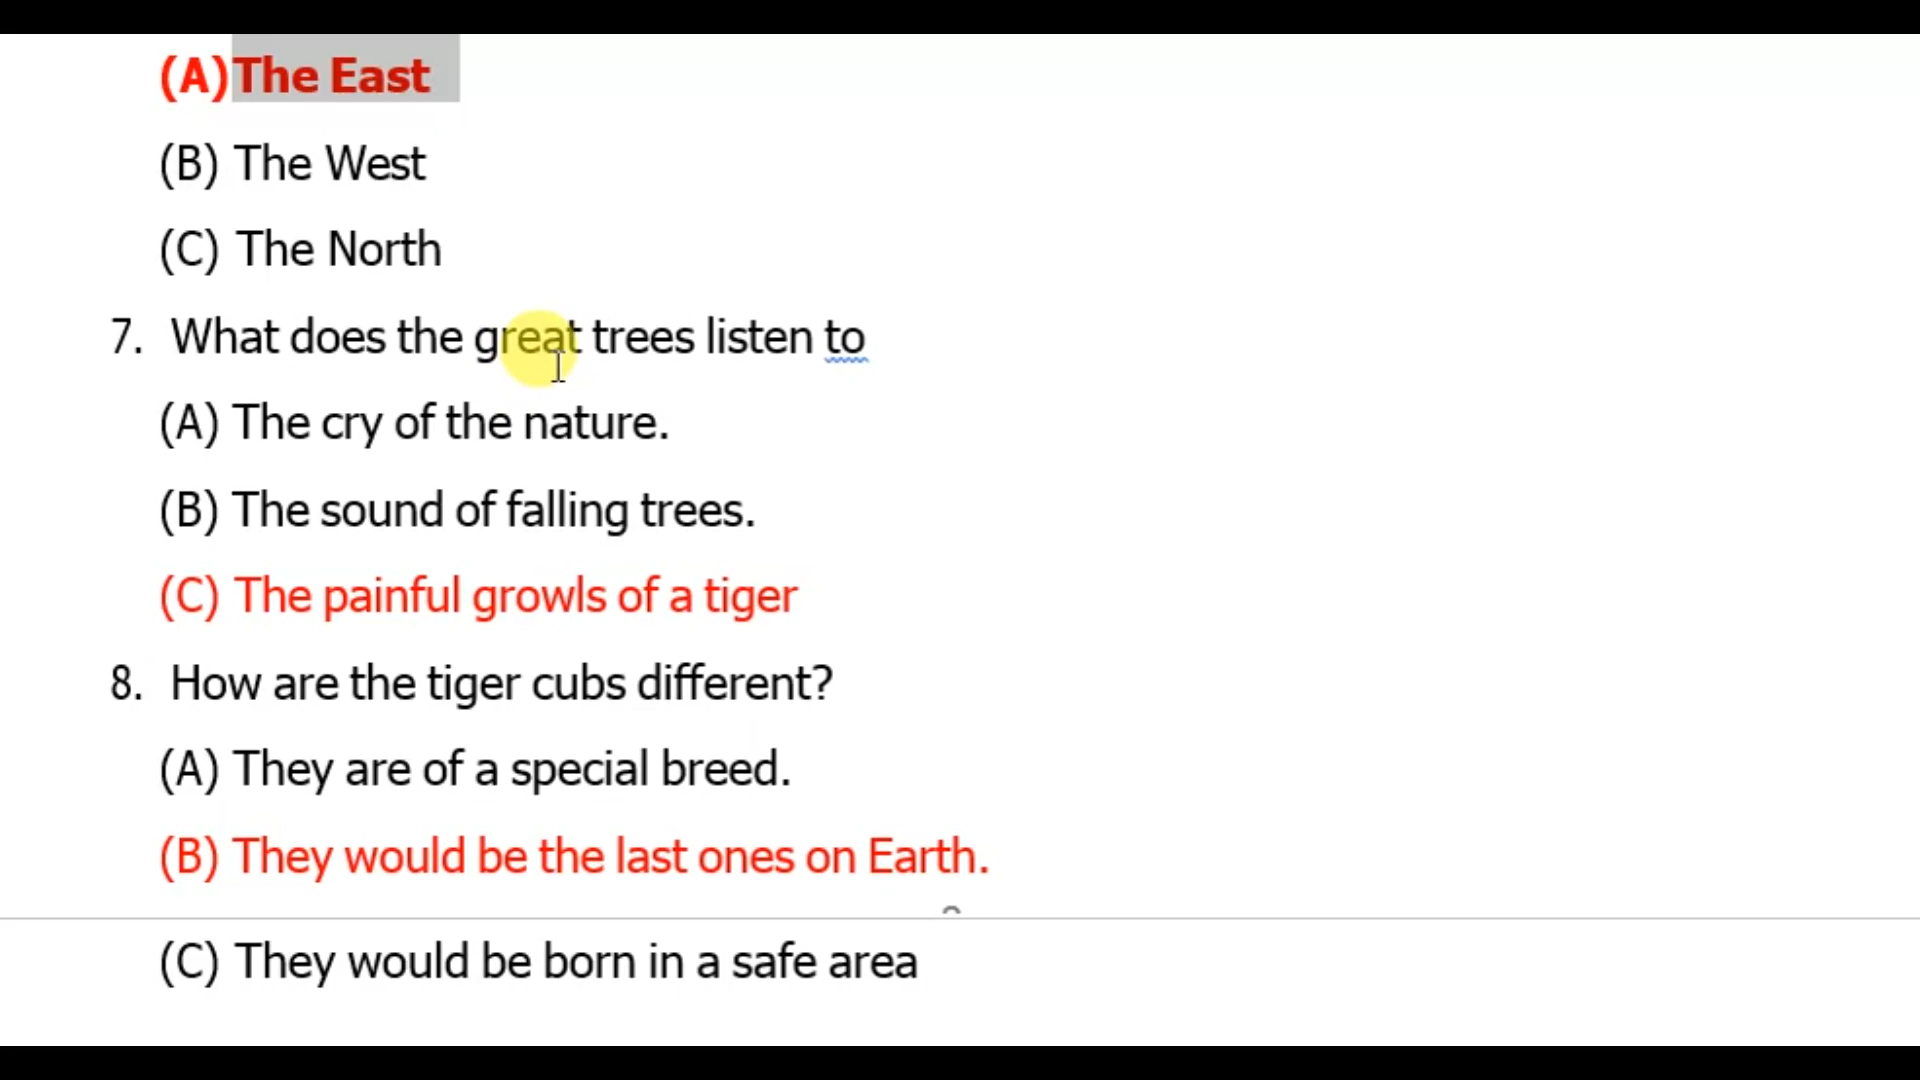 (A) The East
(B) The West
(C) The North
7. What does the great trees listen to
(A) The cry of the nature.
(B) The sound of falling trees.
(C) The painful growls of a tiger
8. How are the tiger cubs different?
(A) They are of a special breed.
(B) They would be the last ones on Earth.
(C) They would be born in a safe area